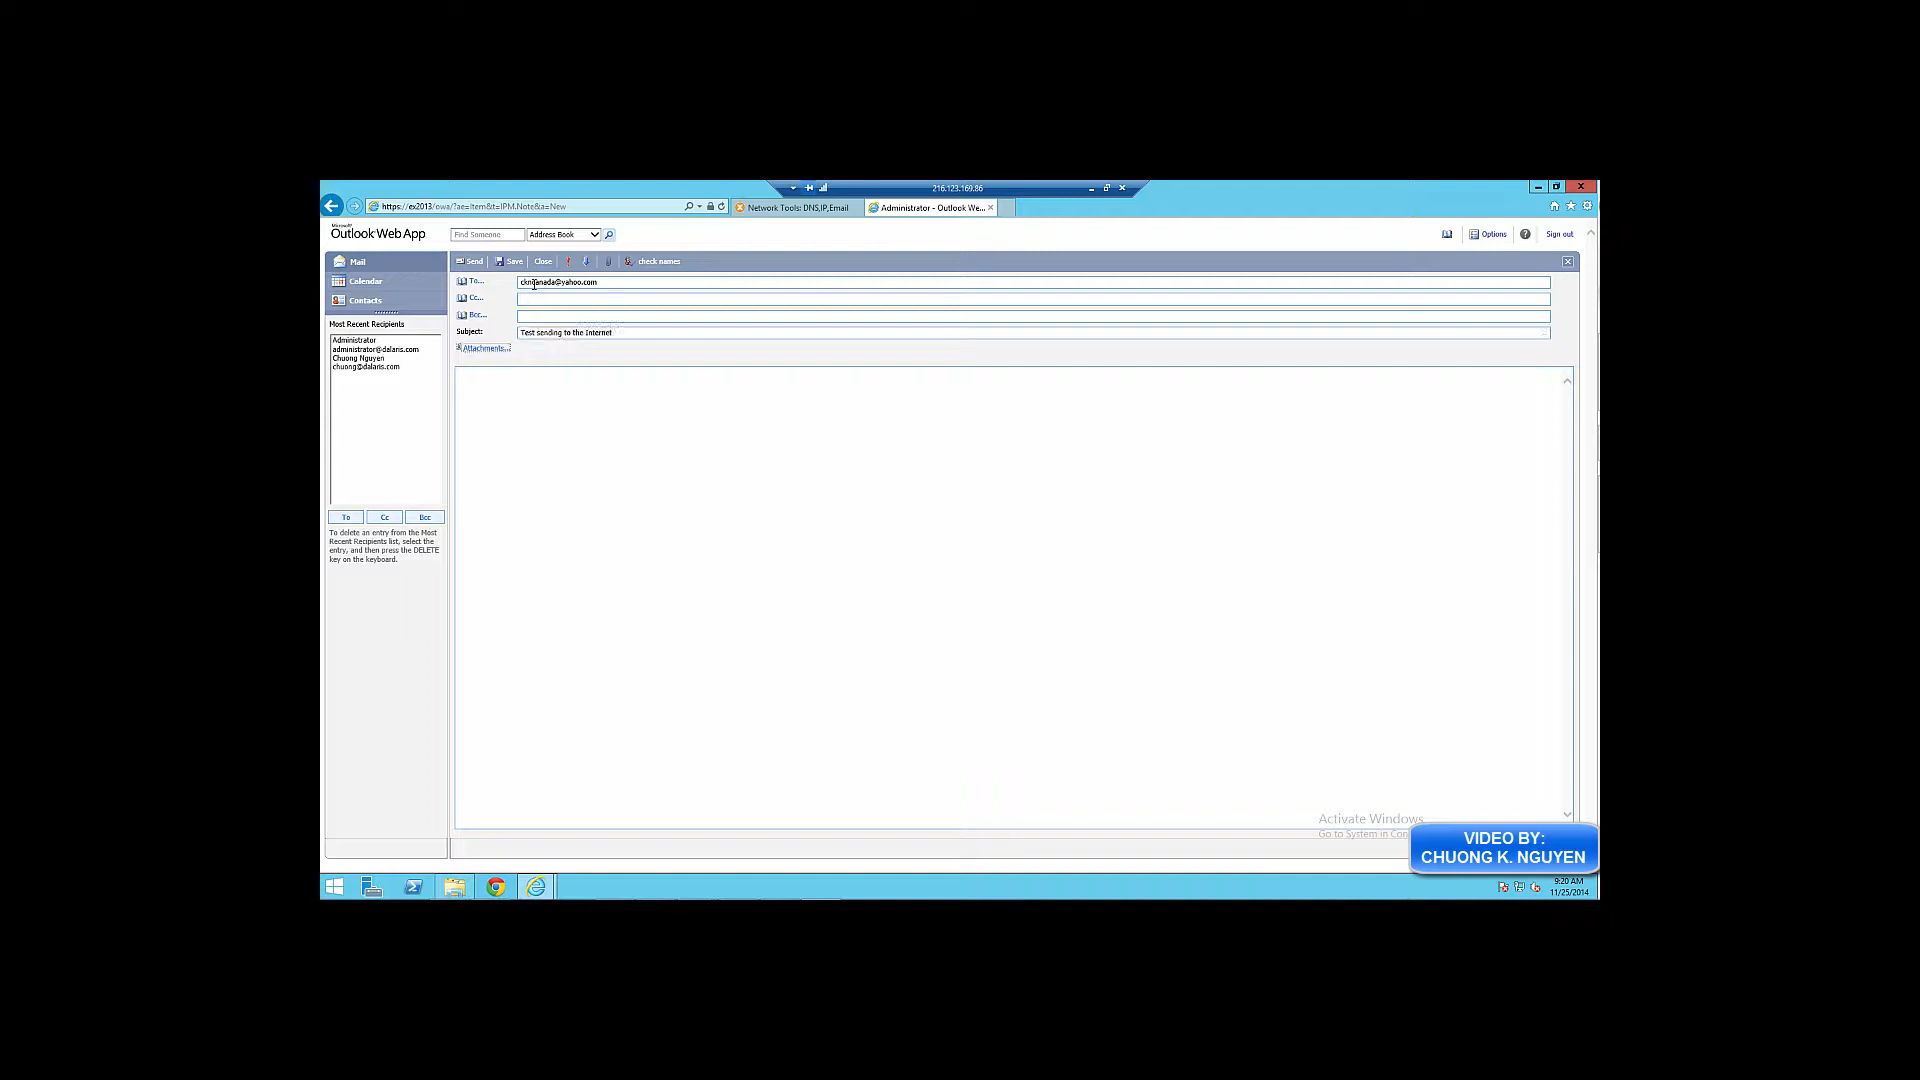 216.123.169.86
https://ex2013/owa/?ae=Item&t=IPM.Note&a=New
Network Tools: DNS,IP,Email
Administrator - Outlook We...
Microsoft
Outlook Web App
Find Someone
Address Book
Options
Sign out
Mail
Calendar
Contacts
Most Recent Recipients
Administrator
administrator@dalaris.com
Chuong Nguyen
chuong@dalaris.com
To
Cc
Bcc
To delete an entry from the Most
Recent Recipients list, select the
entry, and then press the DELETE
key on the keyboard.
Send
Save
Close
check names
To...
Cc...
Bcc...
Subject:
Test sending to the Internet
Attachments...
Activate Windows
Go to System in
VIDEO BY:
CHUONG K. NGUYEN
9:20 AM
11/25/2014